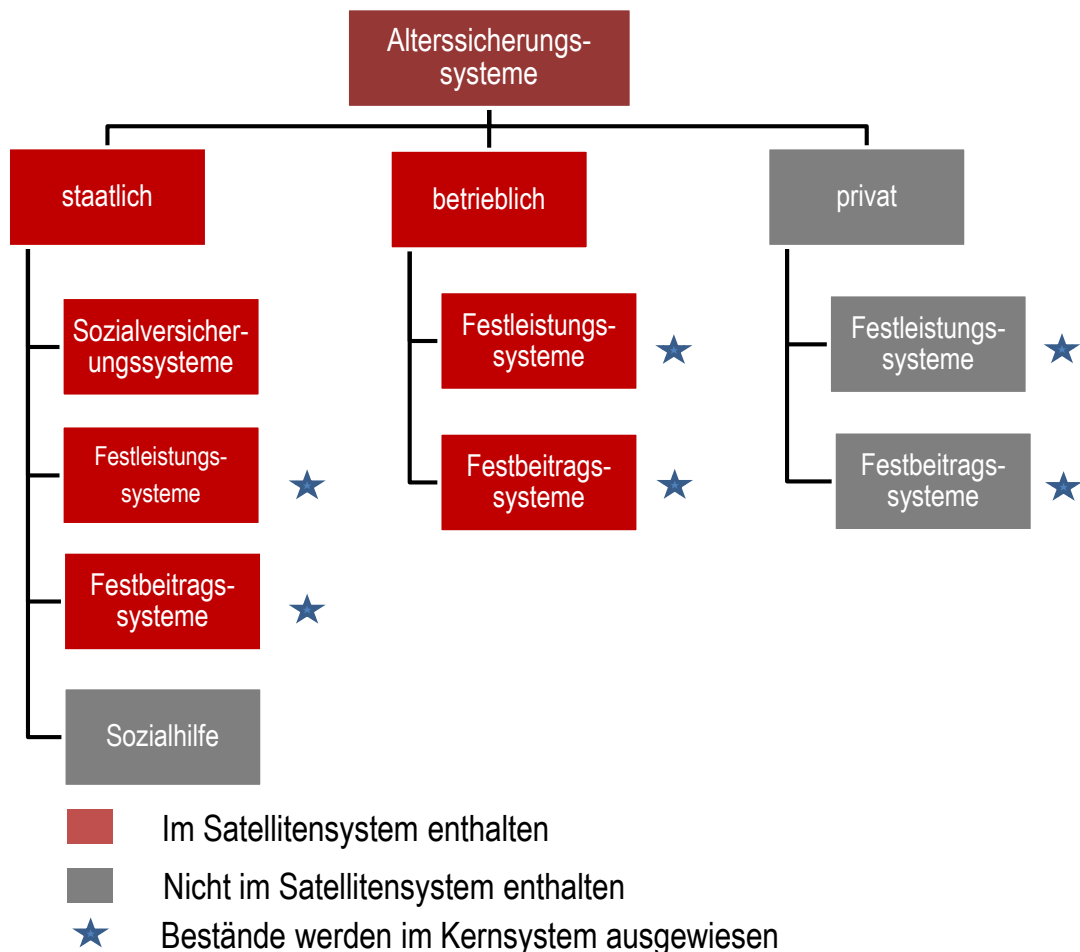 Alterssicherungs-
systeme
staatlich
betrieblich
privat
Sozialversicher-
ungssysteme
Festleistungs-
systeme
Festbeitrags-
systeme
Sozialhilfe
Festleistungs-
systeme
Festbeitrags-
systeme
Festleistungs-
systeme
Festbeitrags-
systeme
Im Satellitensystem enthalten
Nicht im Satellitensystem enthalten
Bestände werden im Kernsystem ausgewiesen